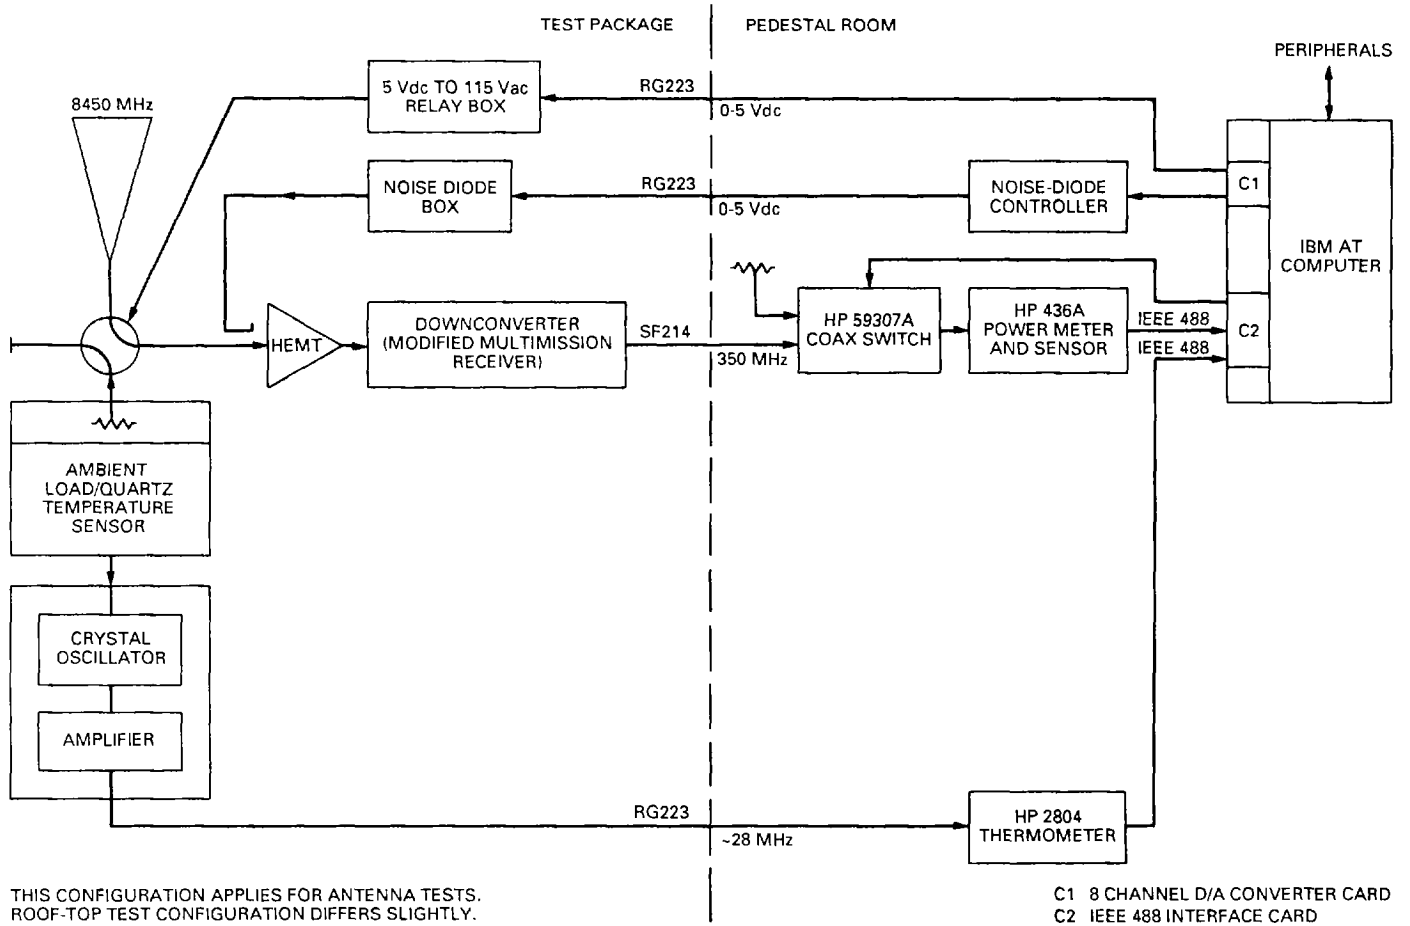 TEST PACKAGE
PEDESTAL ROOM
PERIPHERALS
8450 MHz
5 Vdc TO 115 Vac
RELAY BOX
RG223
0-5 Vdc
NOISE DIODE
BOX
RG223
0-5 Vdc
NOISE-DIODE
CONTROLLER
C1
IBM AT
COMPUTER
HEMT
DOWNCONVERTER
(MODIFIED MULTIMISSION
RECEIVER)
SF214
350 MHz
HP 59307A
COAX SWITCH
HP 436A
POWER METER
AND SENSOR
IEEE 488
IEEE 488
C2
AMBIENT
LOAD/QUARTZ
TEMPERATURE
SENSOR
CRYSTAL
OSCILLATOR
AMPLIFIER
RG223
~28 MHz
HP 2804
THERMOMETER
THIS CONFIGURATION APPLIES FOR ANTENNA TESTS.
ROOF-TOP TEST CONFIGURATION DIFFERS SLIGHTLY.
C1 8 CHANNEL D/A CONVERTER CARD
C2 IEEE 488 INTERFACE CARD